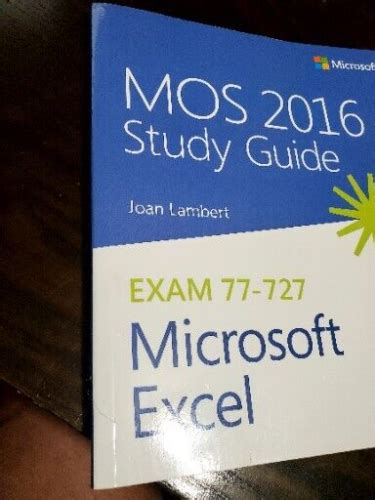 Microsoft
MOS 2016
Study Guide
Joan Lambert
EXAM 77-727
Microsoft
Excel